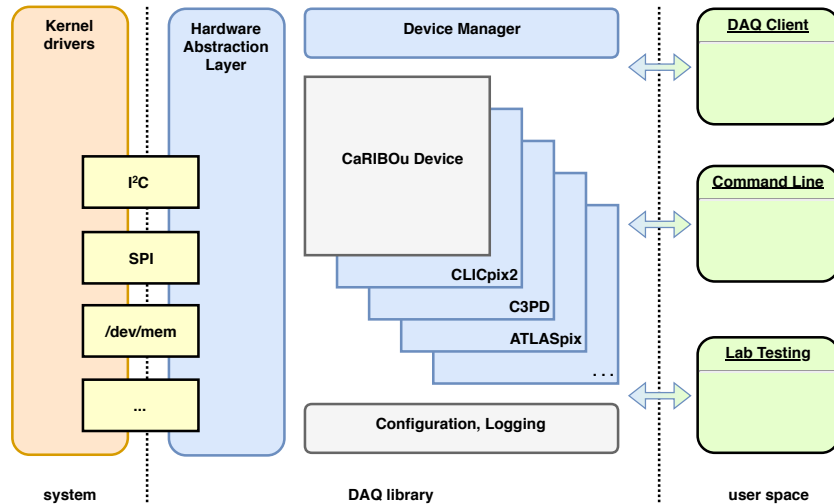 Kernel
drivers
Hardware
Abstraction
Layer
Device Manager
DAQ Client
CaRIBOu Device
I²C
SPI
/dev/mem
...
CLICpix2
C3PD
ATLASpix
. . .
Command Line
Lab Testing
Configuration, Logging
system
DAQ library
user space